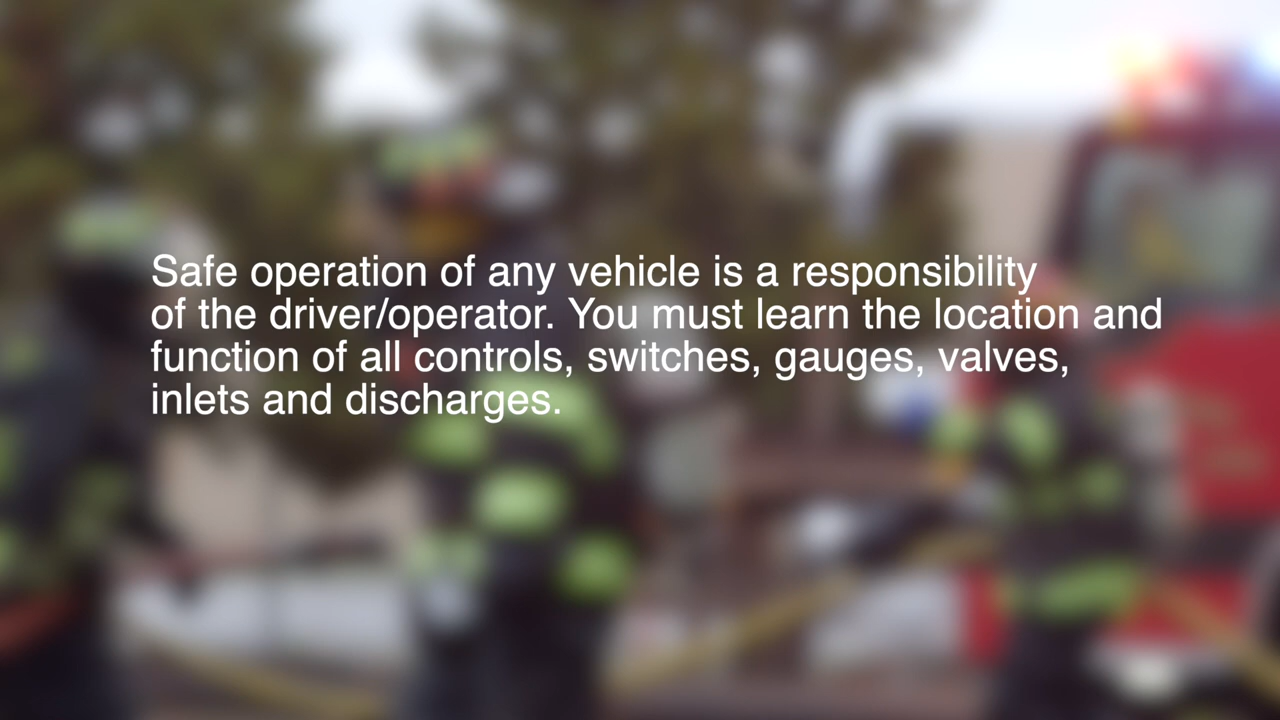 Safe operation of any vehicle is a responsibility
of the driver/operator. You must learn the location and
function of all controls, switches, gauges, valves,
inlets and discharges.